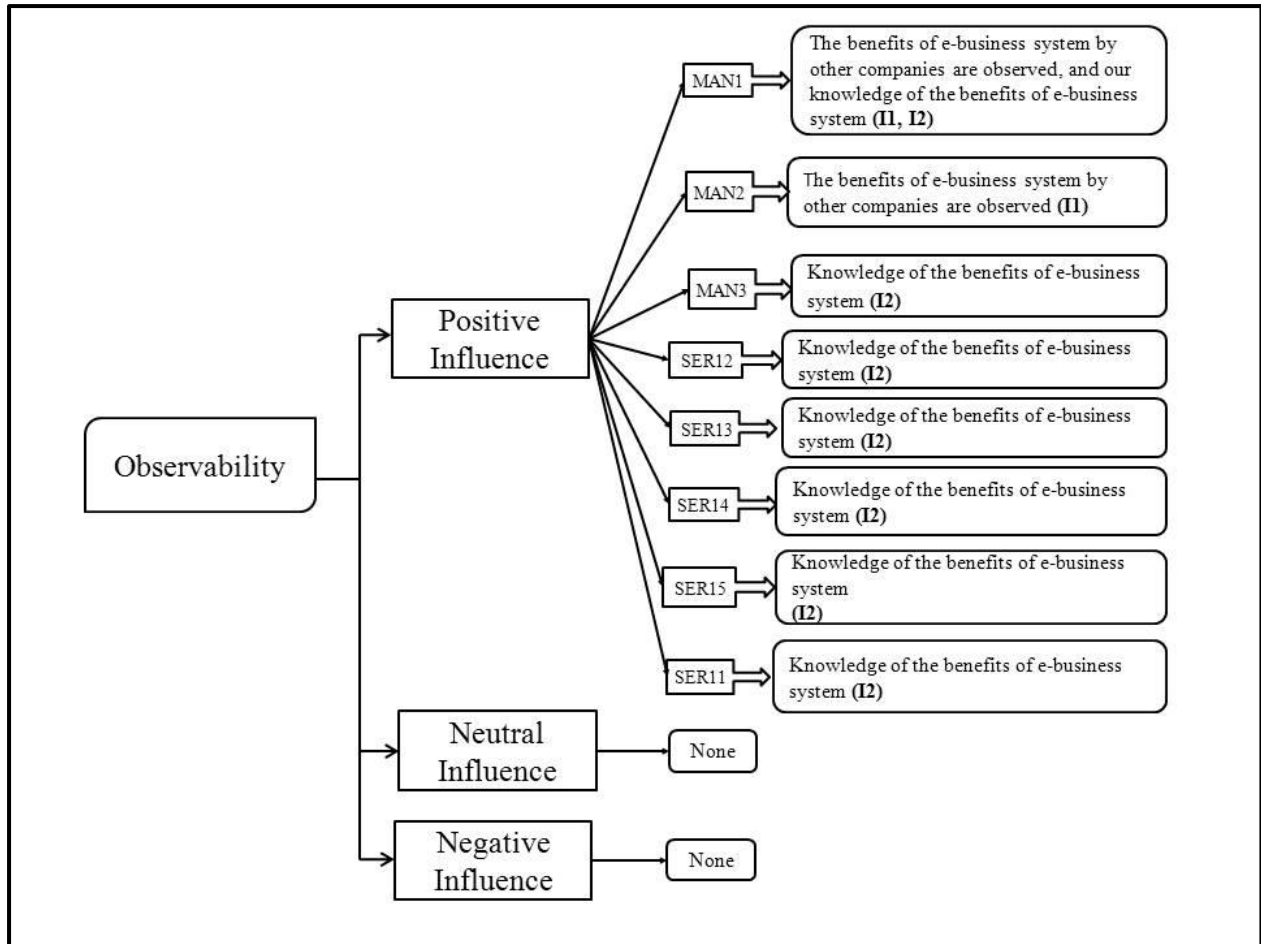 Observability
Positive
Influence
MAN1
The benefits of e-business system by
other companies are observed, and our
knowledge of the benefits of e-business
system (I1, I2)
MAN2
The benefits of e-business system by
other companies are observed (I1)
MAN3
Knowledge of the benefits of e-business
system (I2)
SER12
Knowledge of the benefits of e-business
system (I2)
SER13
Knowledge of the benefits of e-business
system (I2)
SER14
Knowledge of the benefits of e-business
system (I2)
SER15
Knowledge of the benefits of e-business
system
(I2)
SER11
Knowledge of the benefits of e-business
system (I2)
Neutral
Influence
None
Negative
Influence
None